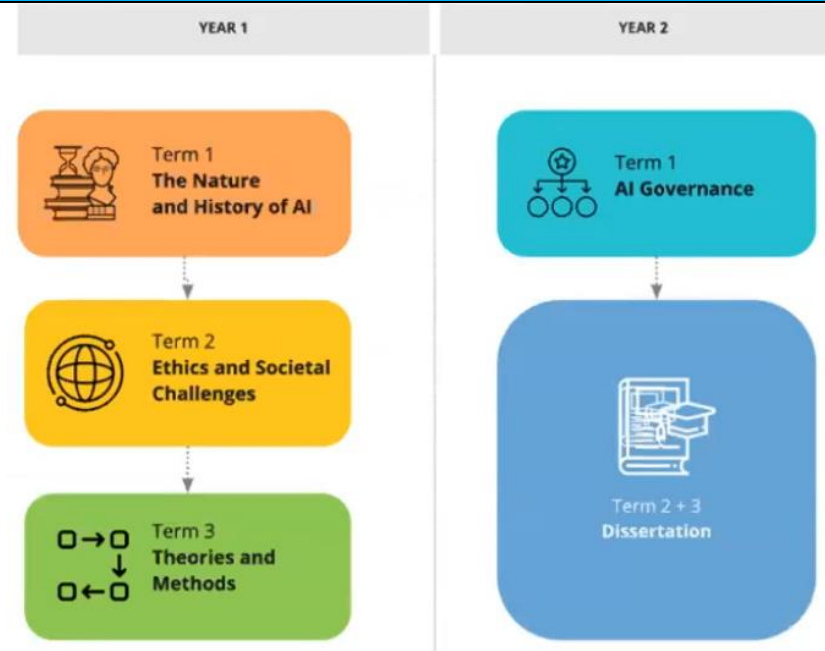 YEAR 1
Term 1
The Nature
and History of AI
Term 2
Ethics and Societal
Challenges
Term 3
Theories and
Methods
YEAR 2
Term 1
AI Governance
Term 2 + 3
Dissertation